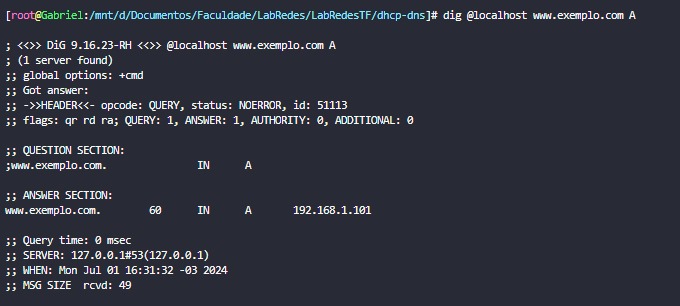 [root@Gabriel:/mnt/d/Documentos/Faculdade/LabRedes/LabRedesTF/dhcp-dns]# dig @localhost www.exemplo.com A
; <<>> DiG 9.16.23-RH <<>> @localhost www.exemplo.com A
; (1 server found)
;; global options: +cmd
;; Got answer:
;; ->>HEADER<<- opcode: QUERY, status: NOERROR, id: 51113
;; flags: qr rd ra; QUERY: 1, ANSWER: 1, AUTHORITY: 0, ADDITIONAL: 0
;; QUESTION SECTION:
;www.exemplo.com. IN A
;; ANSWER SECTION:
www.exemplo.com. 60 IN A 192.168.1.101
;; Query time: 0 msec
;; SERVER: 127.0.0.1#53(127.0.0.1)
;; WHEN: Mon Jul 01 16:31:32 -03 2024
;; MSG SIZE rcvd: 49